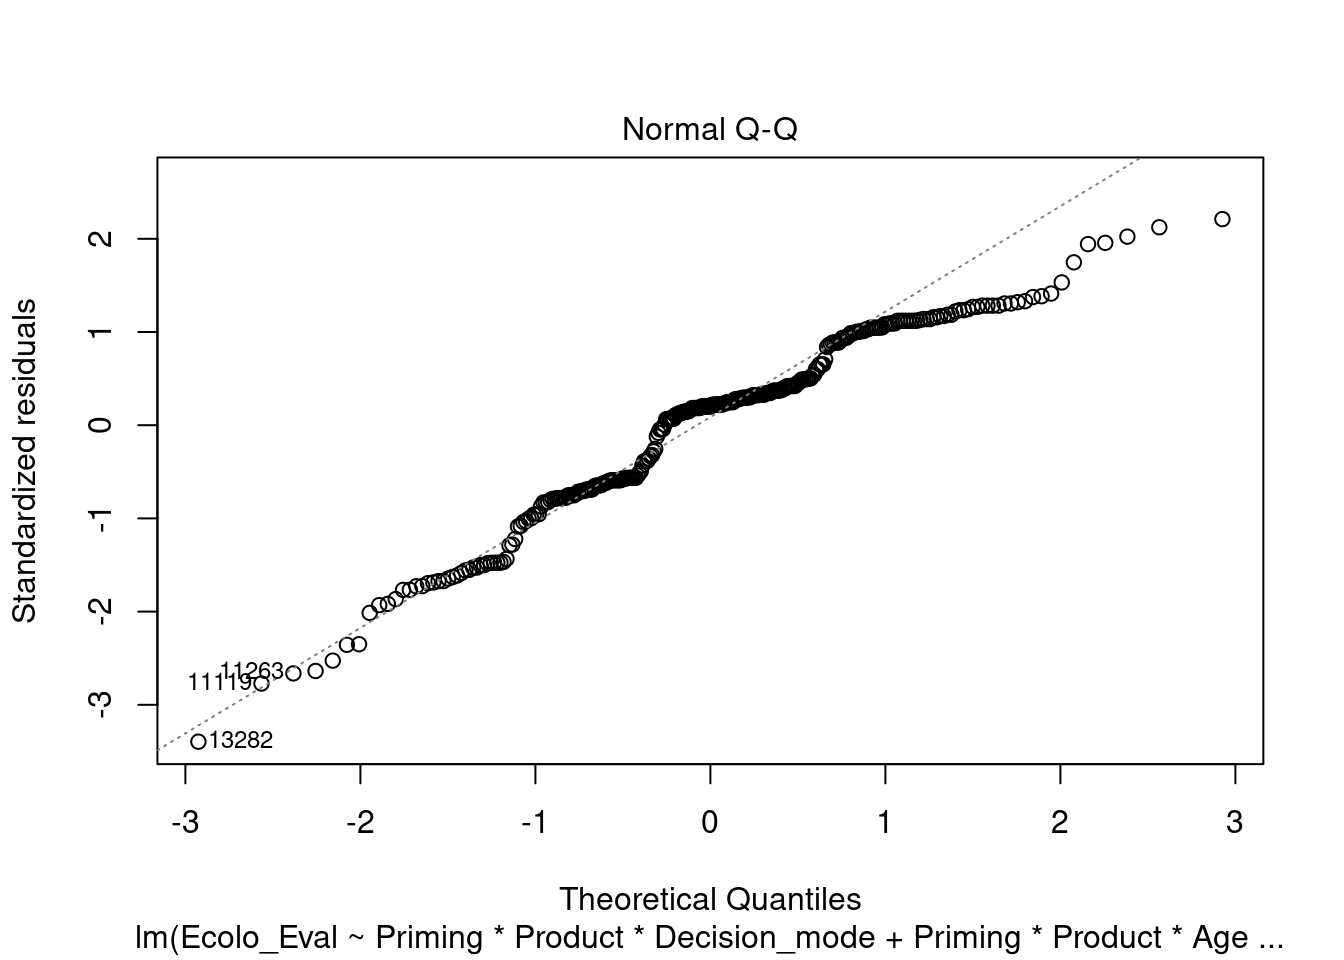 Normal Q-Q
Standardized residuals
2
1
0
-1
-2
-3
11263
11119
13282
-3 -2 -1 0 1 2 3
Theoretical Quantiles
lm(Ecolo_Eval ~ Priming * Product * Decision_mode + Priming * Product * Age ...